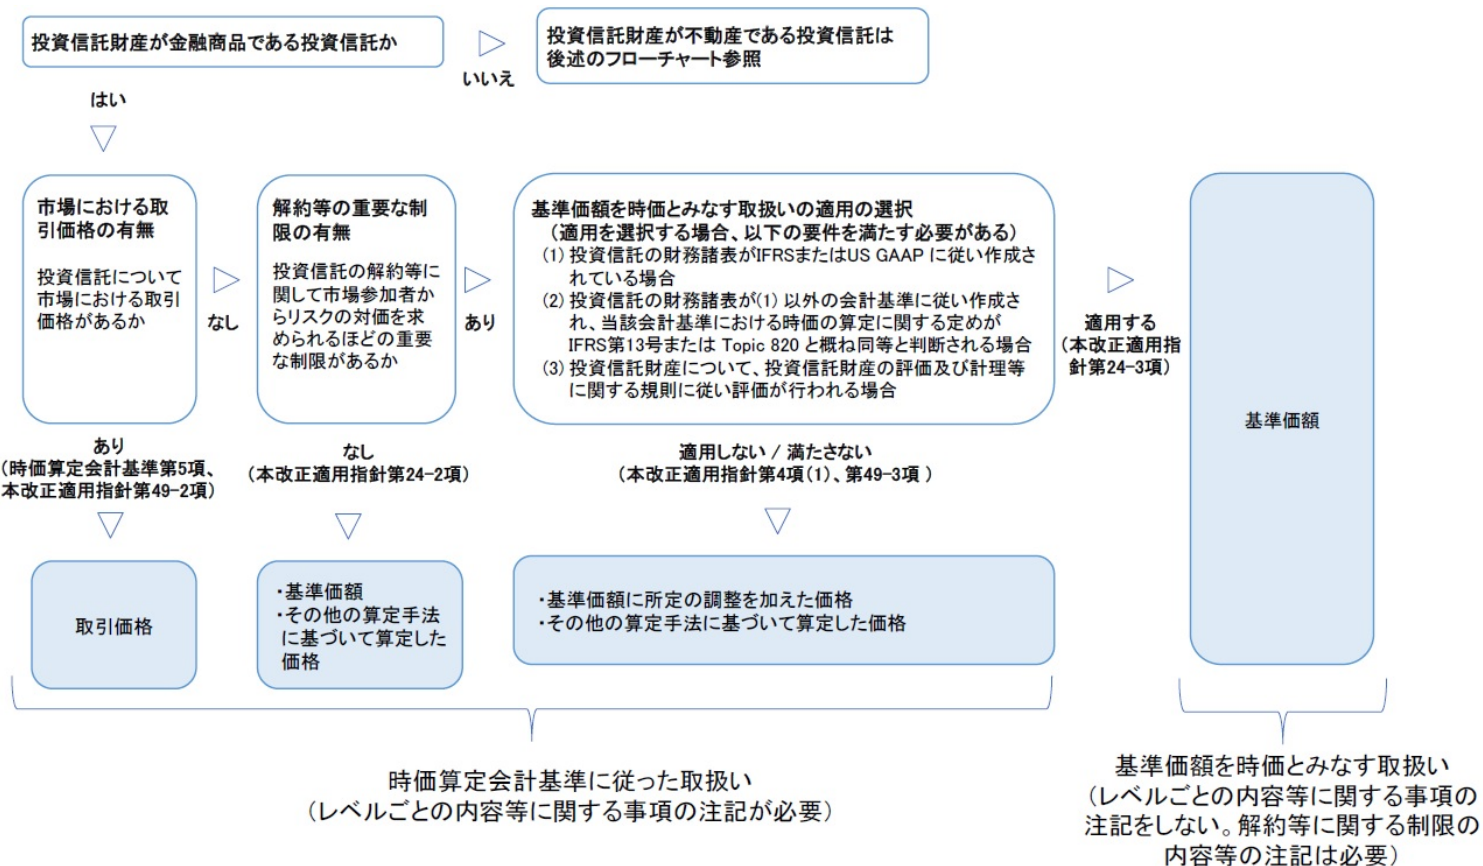 投資信託財産が金融商品である投資信託か
いいえ
投資信託財産が不動産である投資信託は
後述のフローチャート参照
はい
市場における取
引価格の有無
投資信託について
市場における取引
価格があるか
なし
解約等の重要な制
限の有無
投資信託の解約等に
関して市場参加者か
らリスクの対価を求
められるほどの重要
な制限があるか
あり
基準価額を時価とみなす取扱いの適用の選択
(適用を選択する場合、以下の要件を満たす必要がある)
(1) 投資信託の財務諸表がIFRSまたはUS GAAP に従い作成さ
れている場合
(2) 投資信託の財務諸表が(1) 以外の会計基準に従い作成さ
れ、当該会計基準における時価の算定に関する定めが
IFRS第13号または Topic 820 と概ね同等と判断される場合
(3) 投資信託財産について、投資信託財産の評価及び計理等
に関する規則に従い評価が行われる場合
適用する
(本改正適用指
針第24-3項)
基準価額
あり
(時価算定会計基準第5項、
本改正適用指針第49-2項)
なし
(本改正適用指針第24-2項)
適用しない / 満たさない
(本改正適用指針第4項(1)、第49-3項 )
取引価格
・基準価額
・その他の算定手法
に基づいて算定した
価格
・基準価額に所定の調整を加えた価格
・その他の算定手法に基づいて算定した価格
時価算定会計基準に従った取扱い
(レベルごとの内容等に関する事項の注記が必要)
基準価額を時価とみなす取扱い
(レベルごとの内容等に関する事項の
注記をしない。解約等に関する制限の
内容等の注記は必要)